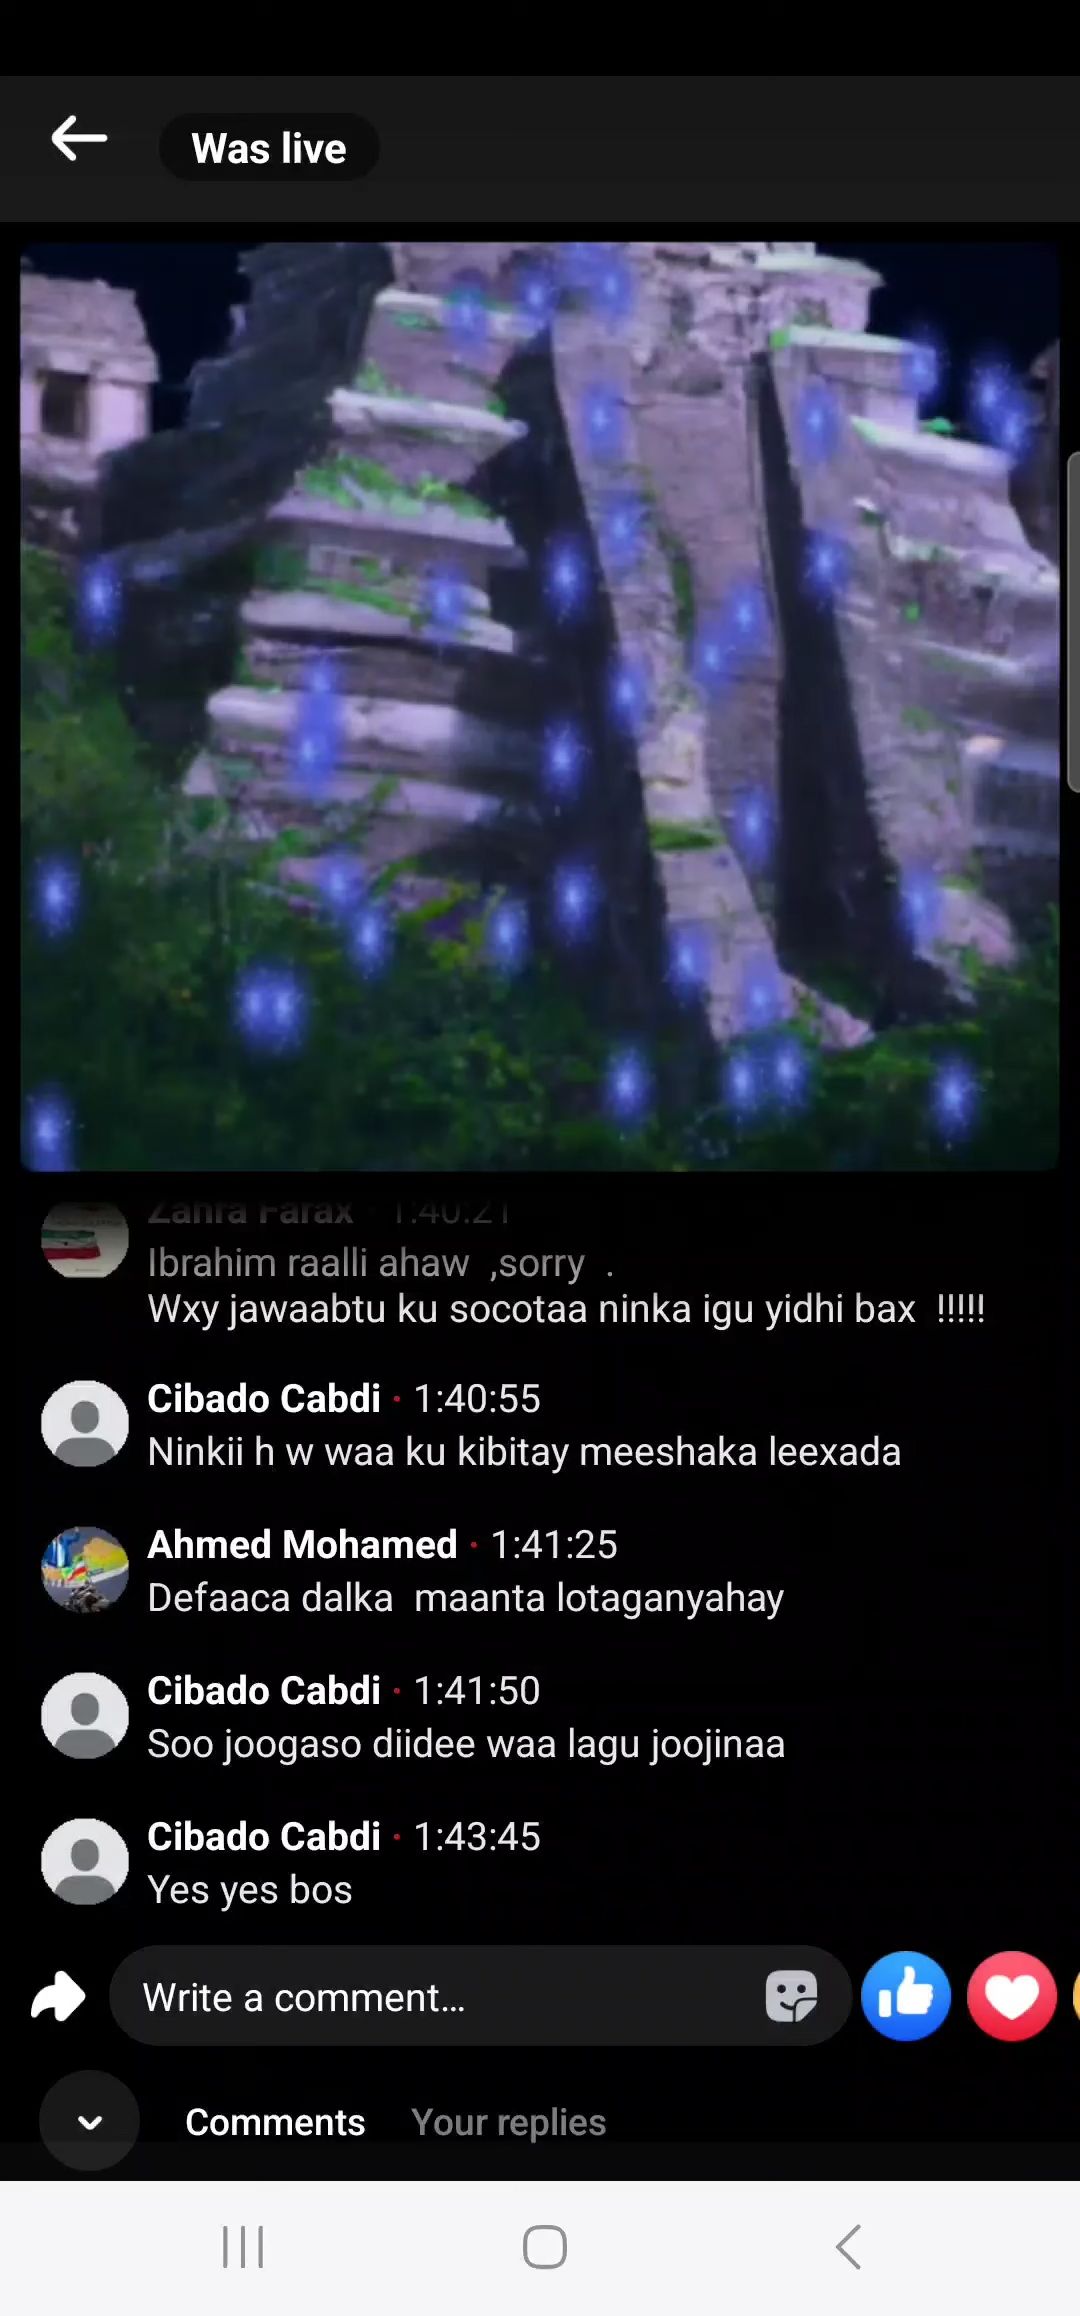 Was live
Zahra Farax · 1:40:21
Ibrahim raalli ahaw ,sorry .
Wxy jawaabtu ku socotaa ninka igu yidhi bax !!!!!
Cibado Cabdi · 1:40:55
Ninkii h w waa ku kibitay meeshaka leexada
Ahmed Mohamed · 1:41:25
Defaaca dalka maanta lotaganyahay
Cibado Cabdi · 1:41:50
Soo joogaso diidee waa lagu joojinaa
Cibado Cabdi · 1:43:45
Yes yes bos
Write a comment...
Comments Your replies